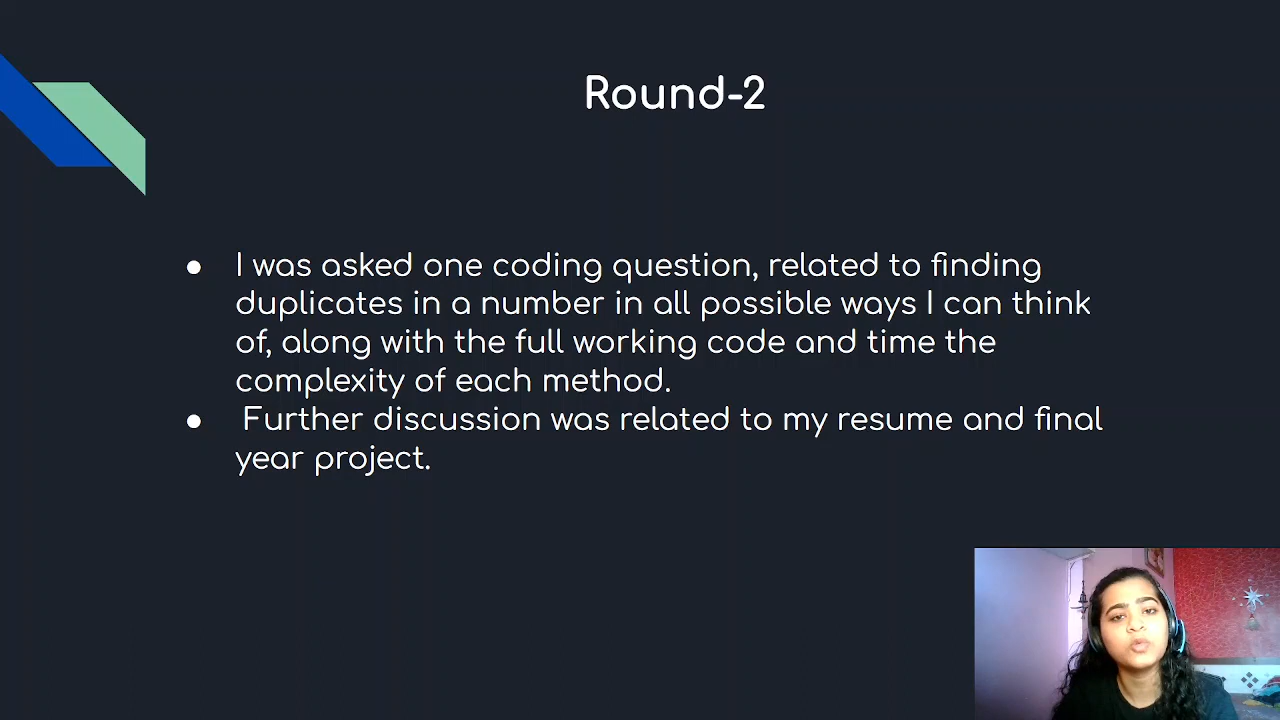 Round-2
● I was asked one coding question, related to finding
duplicates in a number in all possible ways I can think
of, along with the full working code and time the
complexity of each method.
● Further discussion was related to my resume and final
year project.